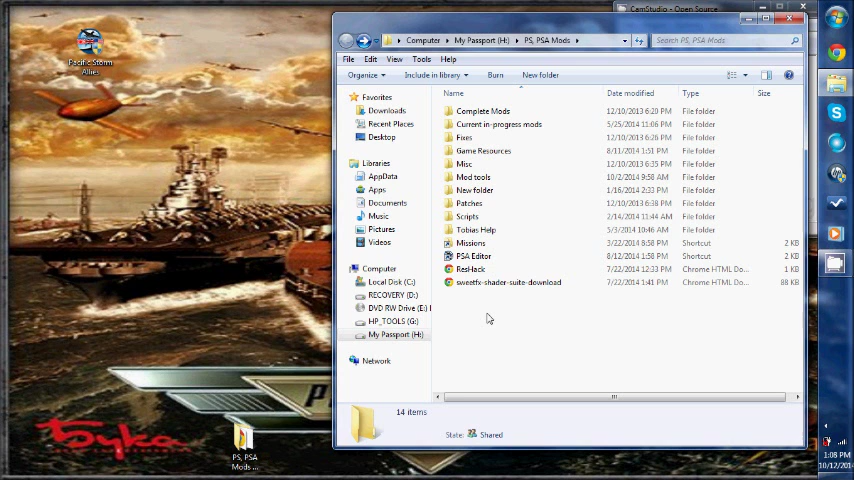 CamStudio - Open Source
Computer ▸ My Passport (H:) ▸ PS, PSA Mods ▸
Search PS, PSA Mods
File Edit View Tools Help
Organize Include in library Burn New folder
Name Date modified Type Size
Favorites
Downloads
Recent Places
Desktop
Libraries
AppData
Apps
Documents
Music
Pictures
Videos
Computer
Local Disk (C:)
RECOVERY (D:)
DVD RW Drive (E:)
HP_TOOLS (G:)
My Passport (H:)
Network
Complete Mods 12/10/2013 6:20 PM File folder
Current in-progress mods 5/25/2014 11:06 PM File folder
Fixes 12/10/2013 6:26 PM File folder
Game Resources 8/11/2014 1:51 PM File folder
Misc 12/10/2013 6:35 PM File folder
Mod tools 10/2/2014 9:58 AM File folder
New folder 1/16/2014 2:33 PM File folder
Patches 12/10/2013 6:38 PM File folder
Scripts 2/14/2014 11:44 AM File folder
Tobias Help 5/3/2014 10:46 AM File folder
Missions 3/22/2014 8:58 PM Shortcut 2 KB
PSA Editor 8/12/2014 1:58 PM Shortcut 2 KB
ResHack 7/22/2014 12:33 PM Chrome HTML Do... 1 KB
sweetfx-shader-suite-download 7/22/2014 1:41 PM Chrome HTML Do... 88 KB
14 items
State: Shared
Pacific Storm
Allies
Бука
PS, PSA
Mods ...
1:08 PM
10/12/2014